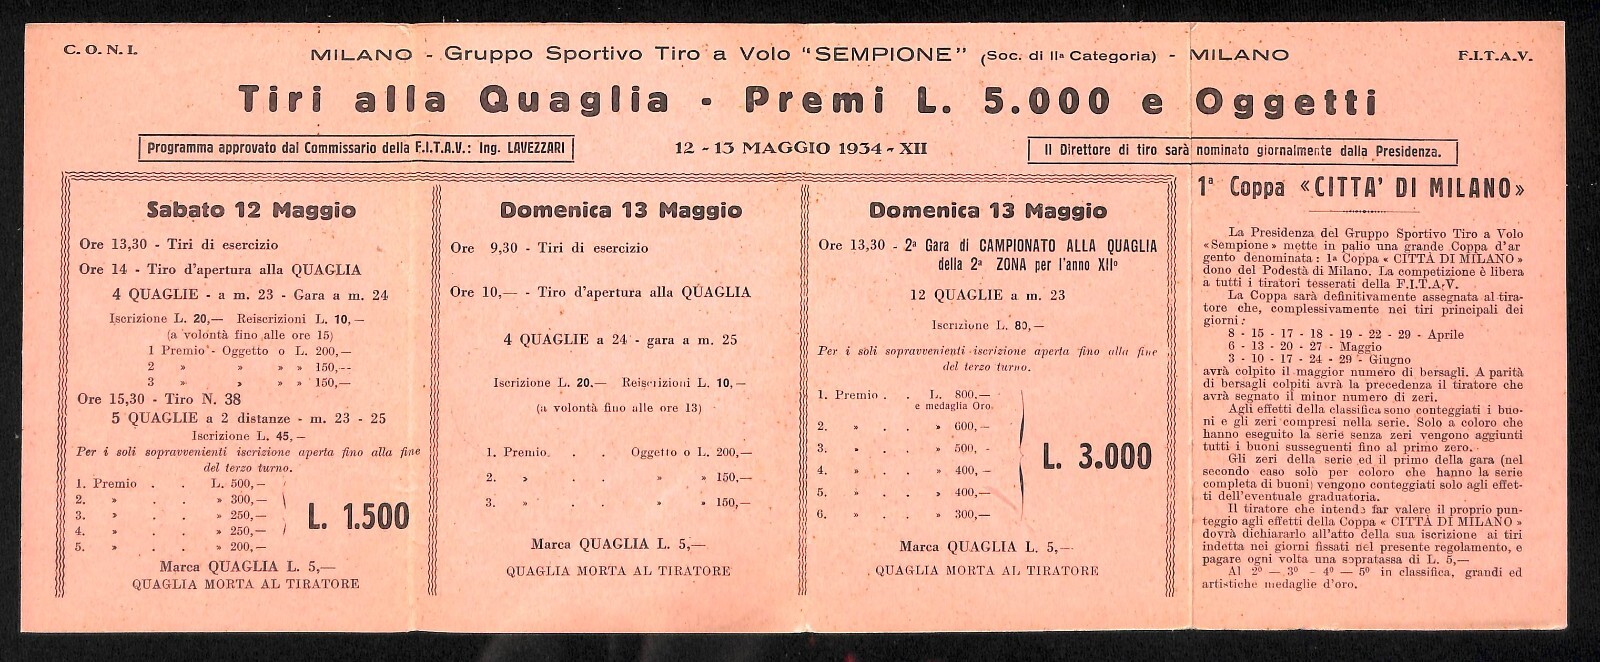 C. O. N. I.
MILANO - Gruppo Sportivo Tiro a Volo "SEMPIONE" (Soc. di IIª Categoria) - MILANO
F.I.T.A.V.
Tiri alla Quaglia - Premi L. 5.000 e Oggetti
Programma approvato dal Commissario della F.I.T.A.V.: Ing. LAVEZZARI
12 - 13 MAGGIO 1934 - XII
Il Direttore di tiro sarà nominato giornalmente dalla Presidenza.
Sabato 12 Maggio
Ore 13,30 - Tiri di esercizio
Ore 14 - Tiro d'apertura alla QUAGLIA
4 QUAGLIE - a m. 23 - Gara a m. 24
Iscrizione L. 20,— Reiscrizioni L. 10,—
(a volontà fino alle ore 15)
1 Premio - Oggetto o L. 200,—
2 » » » » 150,--
3 » » » » 150,—
Ore 15,30 - Tiro N. 38
5 QUAGLIE a 2 distanze - m. 23 - 25
Iscrizione L. 45,—
Per i soli sopravvenienti iscrizione aperta fino alla fine
del terzo turno.
1. Premio . . L. 500,—
2. » . . » 300,—
3. » . . » 250,—
4. » . . » 250,—
5. » . . » 200,—
L. 1.500
Marca QUAGLIA L. 5,—
QUAGLIA MORTA AL TIRATORE
Domenica 13 Maggio
Ore 9,30 - Tiri di esercizio
Ore 10,— - Tiro d'apertura alla QUAGLIA
4 QUAGLIE a 24 - gara a m. 25
Iscrizione L. 20.— Reiscrizioni L. 10,—
(a volontà fino alle ore 13)
1. Premio . . Oggetto o L. 200,—
2. » . . » » 150,—
3. » . . » » 150,—
Marca QUAGLIA L. 5,—
QUAGLIA MORTA AL TIRATORE
Domenica 13 Maggio
Ore 13,30 - 2ª Gara di CAMPIONATO ALLA QUAGLIA
della 2ª ZONA per l'anno XIIº
12 QUAGLIE a m. 23
Iscrizione L. 80,—
Per i soli sopravvenienti iscrizione aperta fino alla fine
del terzo turno.
1. Premio . . L. 800.—
e medaglia Oro.
2. » . . » 600,—
3. » . . » 500, -
4. » . . » 400,—
5. » . . » 400,—
6. » . . » 300,—
L. 3.000
Marca QUAGLIA L. 5,—
QUAGLIA MORTA AL TIRATORE
1ª Coppa «CITTA' DI MILANO»
La Presidenza del Gruppo Sportivo Tiro a Volo
«Sempione» mette in palio una grande Coppa d'ar
gento denominata: 1ª Coppa « CITTÀ DI MILANO »
dono del Podestà di Milano. La competizione è libera
a tutti i tiratori tesserati della F.I.T.A.V.
La Coppa sarà definitivamente assegnata al tira-
tore che, complessivamente nei tiri principali dei
giorni:
8 - 15 - 17 - 18 - 19 - 22 - 29 - Aprile
6 - 13 - 20 - 27 - Maggio
3 - 10 - 17 - 24 - 29 - Giugno
avrà colpito il maggior numero di bersagli. A parità
di bersagli colpiti avrà la precedenza il tiratore che
avrà segnato il minor numero di zeri.
Agli effetti della classifica sono conteggiati i buo-
ni e gli zeri compresi nella serie. Solo a coloro che
hanno eseguito la serie senza zeri vengono aggiunti
tutti i buoni susseguenti fino al primo zero.
Gli zeri della serie ed il primo della gara (nel
secondo caso solo per coloro che hanno la serie
completa di buoni) vengono conteggiati solo agli effet-
ti dell'eventuale graduatoria.
Il tiratore che intende far valere il proprio pun-
teggio agli effetti della Coppa « CITTÀ DI MILANO »
dovrà dichiararlo all'atto della sua iscrizione ai tiri
indetta nei giorni fissati nel presente regolamento, e
pagare ogni volta una sopratassa di L. 5,—
Al 2º — 3º - 4º — 5º in classifica, grandi ed
artistiche medaglie d'oro.